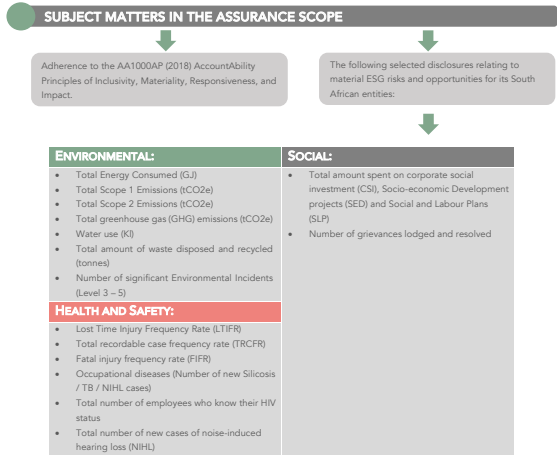 SUBJECT MATTERS IN THE ASSURANCE SCOPE
Adherence to the AA1000AP (2018) AccountAbility
Principles of Inclusivity, Materiality, Responsiveness, and
Impact.
The following selected disclosures relating to
material ESG risks and opportunities for its South
African entities:
ENVIRONMENTAL:
• Total Energy Consumed (GJ)
• Total Scope 1 Emissions (tCO2e)
• Total Scope 2 Emissions (tCO2e)
• Total greenhouse gas (GHG) emissions (tCO2e)
• Water use (Kl)
• Total amount of waste disposed and recycled
(tonnes)
• Number of significant Environmental Incidents
(Level 3 – 5)
HEALTH AND SAFETY:
• Lost Time Injury Frequency Rate (LTIFR)
• Total recordable case frequency rate (TRCFR)
• Fatal injury frequency rate (FIFR)
• Occupational diseases (Number of new Silicosis
/ TB / NIHL cases)
• Total number of employees who know their HIV
status
• Total number of new cases of noise-induced
hearing loss (NIHL)
SOCIAL:
• Total amount spent on corporate social
investment (CSI), Socio-economic Development
projects (SED) and Social and Labour Plans
(SLP)
• Number of grievances lodged and resolved